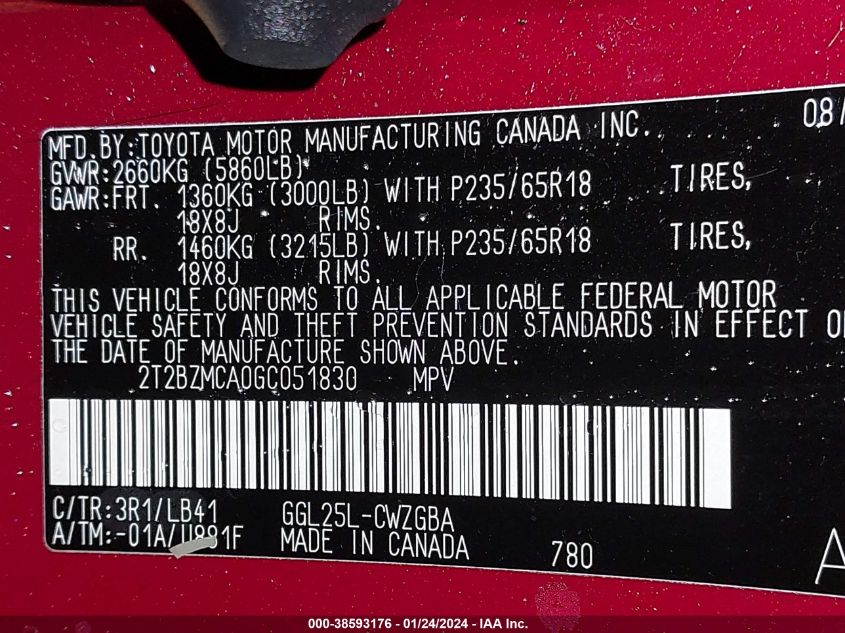 MFD. BY:TOYOTA MOTOR MANUFACTURING CANADA INC. 08/
GVWR:2660KG (5860LB)
GAWR:FRT. 1360KG (3000LB) WITH P235/65R18 TIRES,
18X8J RIMS.
RR. 1460KG (3215LB) WITH P235/65R18 TIRES,
18X8J RIMS.
THIS VEHICLE CONFORMS TO ALL APPLICABLE FEDERAL MOTOR
VEHICLE SAFETY AND THEFT PREVENTION STANDARDS IN EFFECT
THE DATE OF MANUFACTURE SHOWN ABOVE.
2T2BZMCA0GC051830 MPV
C/TR:3R1/LB41 GGL25L-CWZGBA
A/TM:-01A/ MADE IN CANADA 780 A
000-38593176 - 01/24/2024 - IAA Inc.